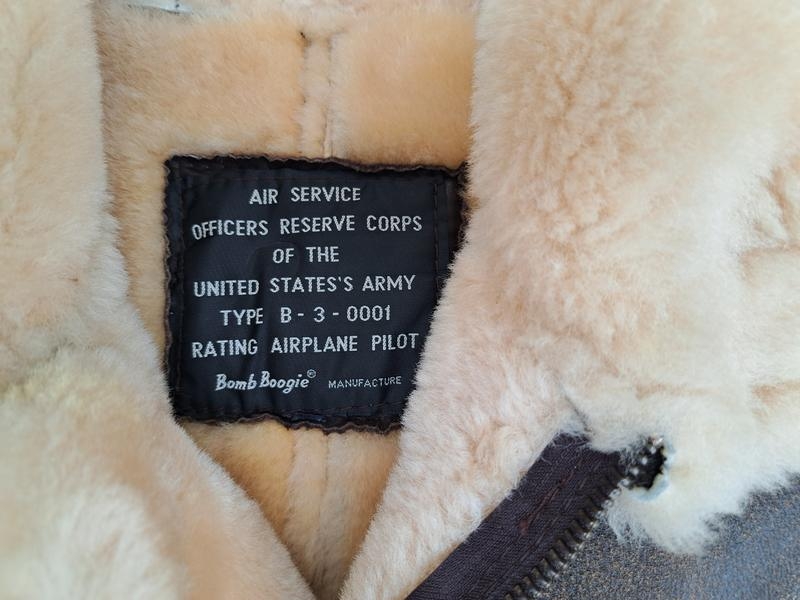 AIR SERVICE
OFFICERS RESERVE CORPS
OF THE
UNITED STATES'S ARMY
TYPE B - 3 - 0001
RATING AIRPLANE PILOT
Bomb Boogie® MANUFACTURE